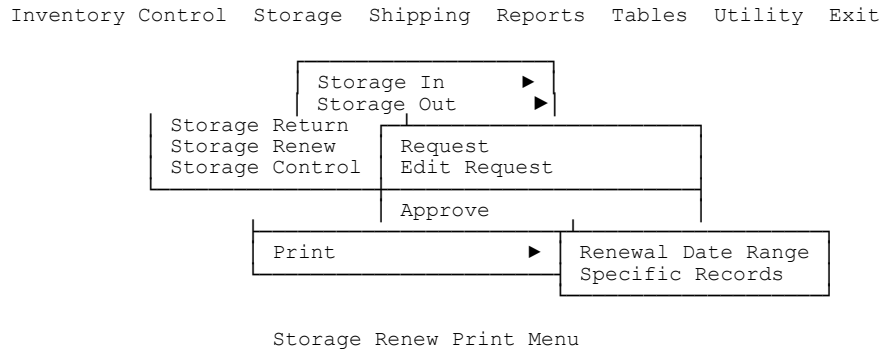 Inventory Control Storage Shipping Reports Tables Utility Exit
Storage In ►
Storage Out ►
Storage Return
Storage Renew Request
Storage Control Edit Request
Approve
Print ► Renewal Date Range
Specific Records
Storage Renew Print Menu